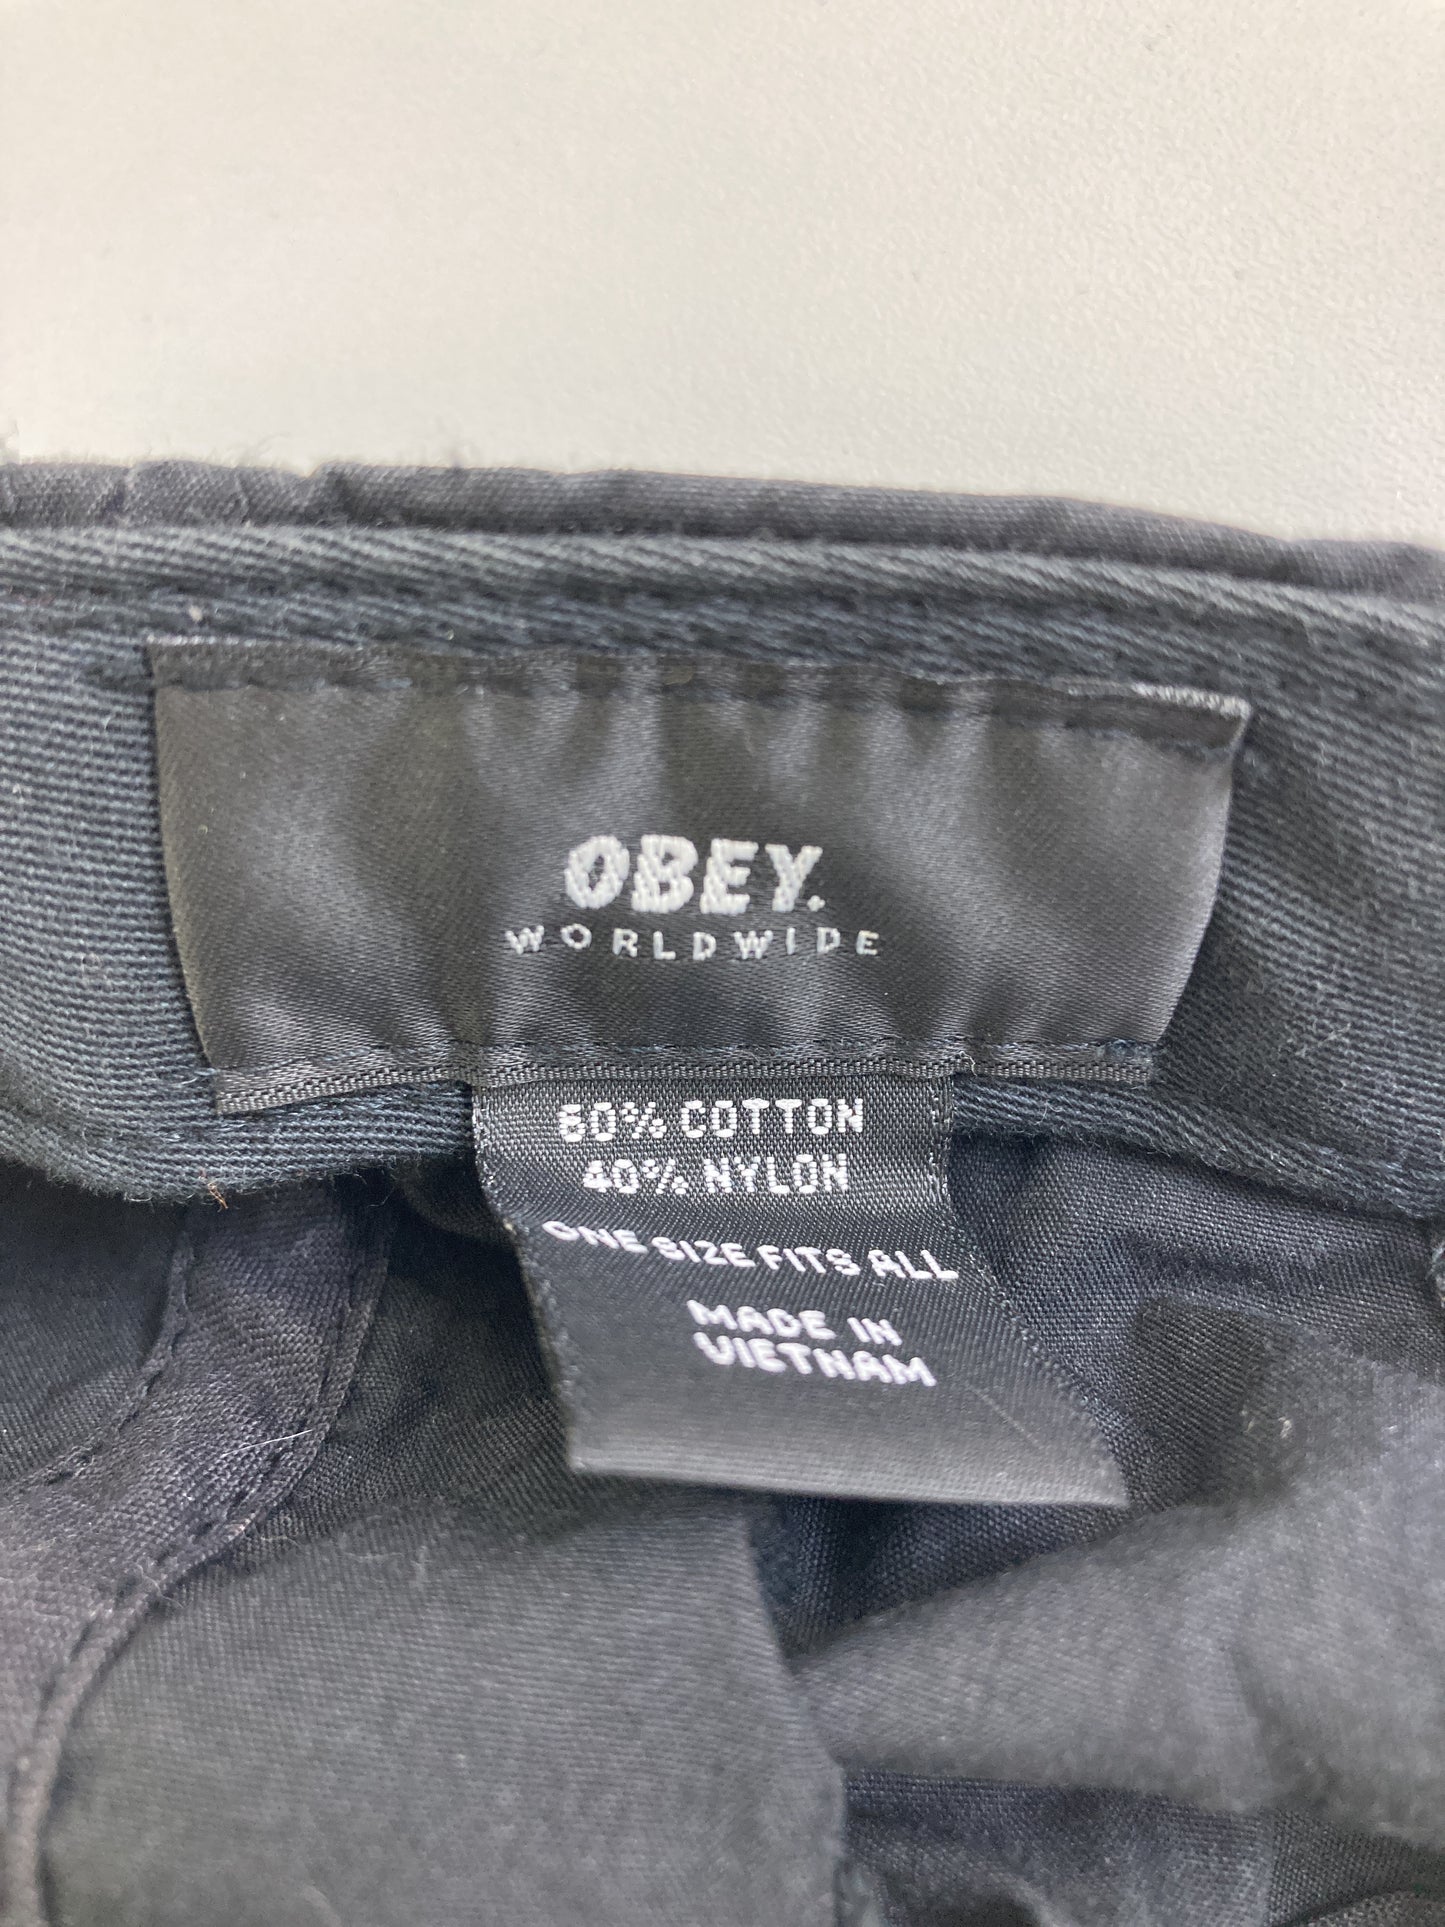 OBEY.
WORLDWIDE
60% COTTON
40% NYLON
ONE SIZE FITS ALL
MADE IN
VIETNAM